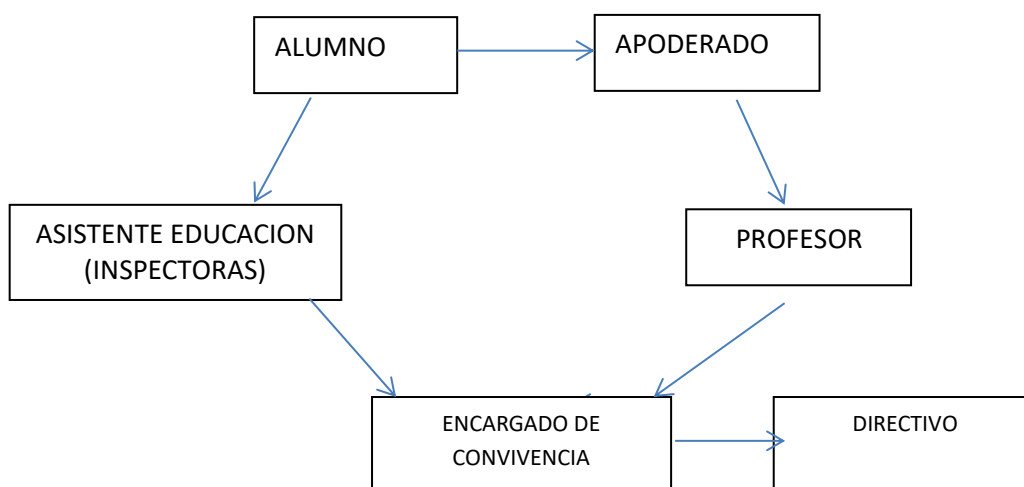 ALUMNO
APODERADO
ASISTENTE EDUCACION
(INSPECTORAS)
PROFESOR
ENCARGADO DE
CONVIVENCIA
DIRECTIVO